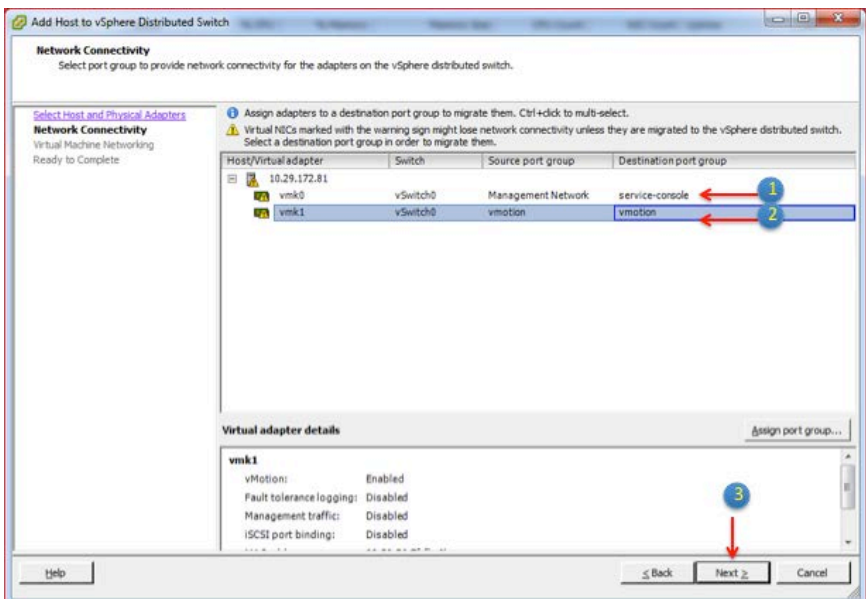 Add Host to vSphere Distributed Switch
Network Connectivity
Select port group to provide network connectivity for the adapters on the vSphere distributed switch.
Select Host and Physical Adapters
Network Connectivity
Virtual Machine Networking
Ready to Complete
Assign adapters to a destination port group to migrate them. Ctrl+click to multi-select.
Virtual NICs marked with the warning sign might lose network connectivity unless they are migrated to the vSphere distributed switch.
Select a destination port group in order to migrate them.
Host/Virtual adapter Switch Source port group Destination port group
10.29.172.81
vmk0 vSwitch0 Management Network service-console 1
vmk1 vSwitch0 vmotion vmotion 2
Virtual adapter details
Assign port group...
vmk1
vMotion: Enabled
Fault tolerance logging: Disabled
Management traffic: Disabled
iSCSI port binding: Disabled
3
Help
< Back Next > Cancel